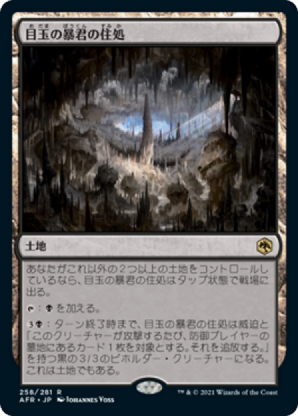 目玉の暴君の住処
土地
あなたがこれ以外の2つ以上の土地をコントロールし
ているなら、目玉の暴君の住処はタップ状態で戦場に
出る。
:を加える。
3:ターン終了時まで、目玉の暴君の住処は威迫と
「このクリーチャーが攻撃するたび、防御プレイヤー
の墓地にあるカード1枚を対象とする。それを追放する。」
を持つ黒の3/3のビホルダー・クリーチャーになる。
これは土地でもある。
258/281 R
AFR・JP Johannes Voss
™ & © 2021 Wizards of the Coast